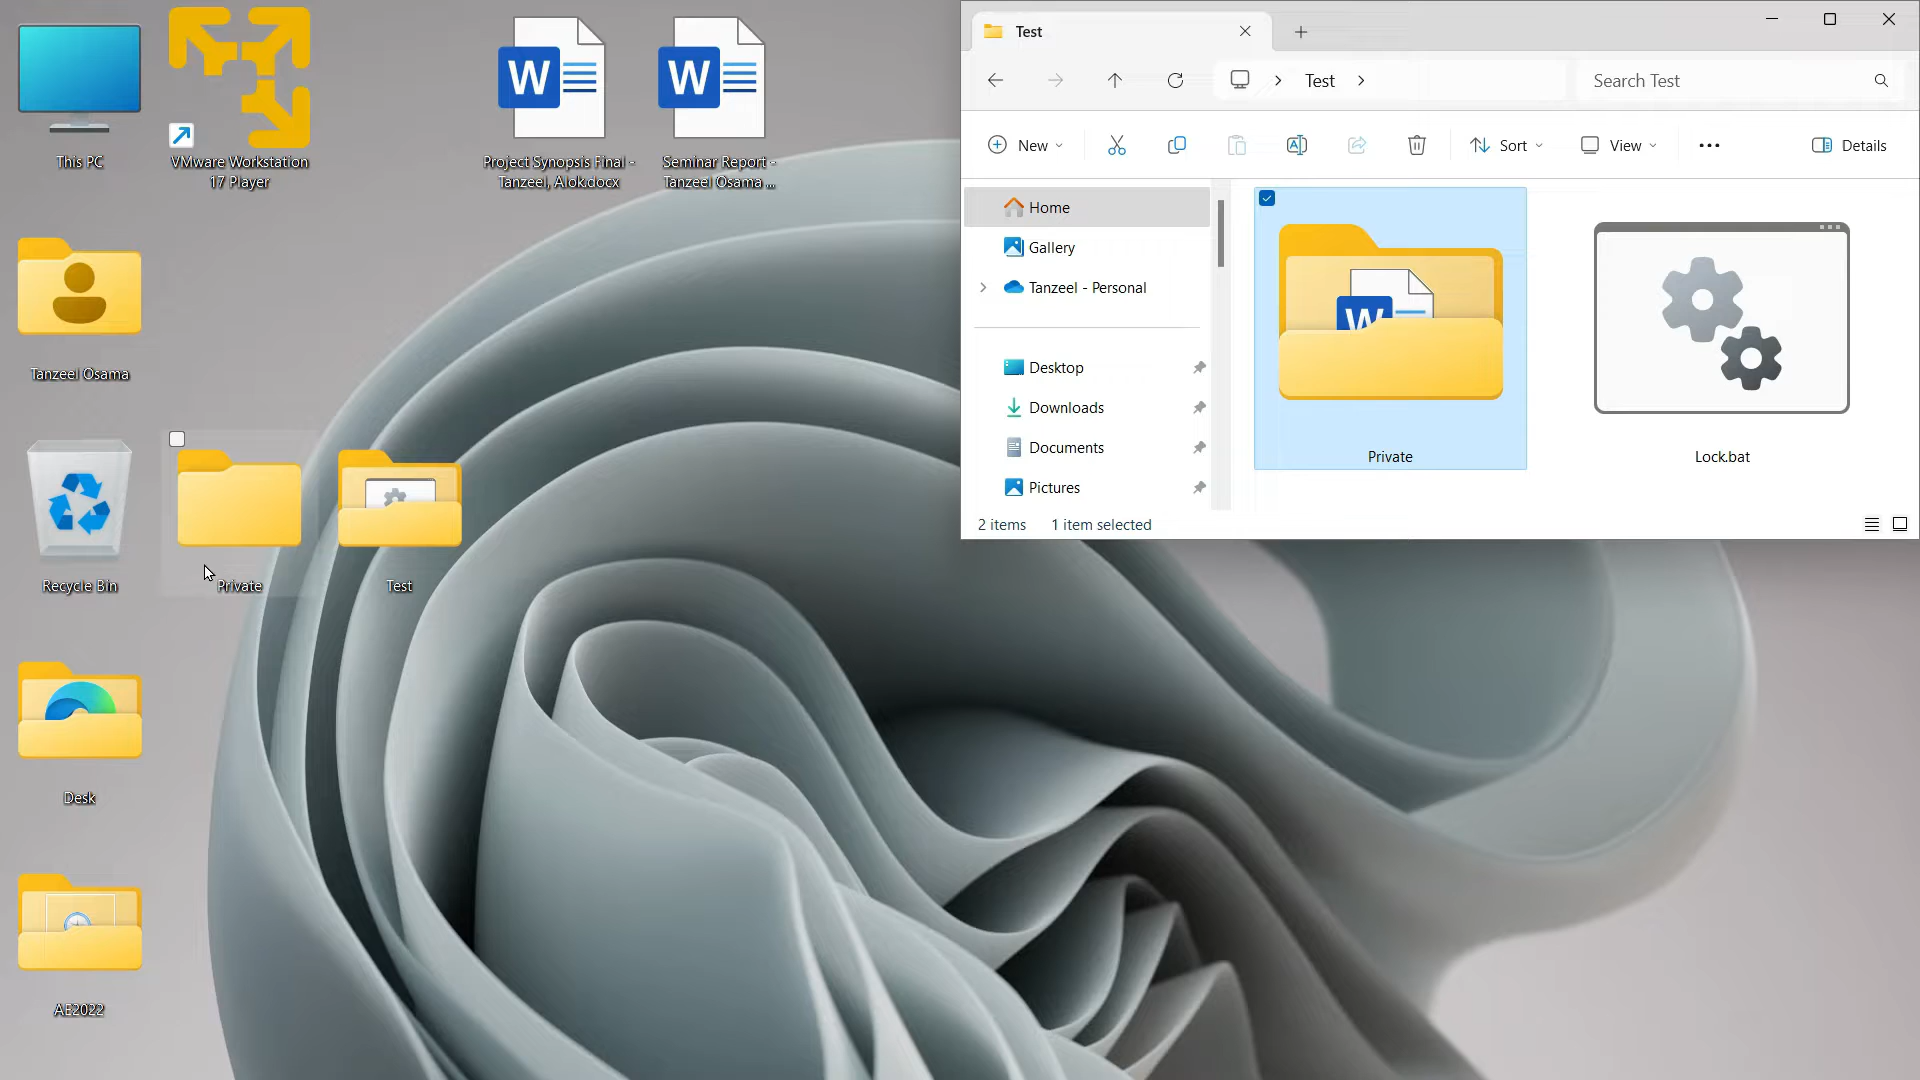 This PC
VMware Workstation
17 Player
W
Project Synopsis Final -
Tanzeel, Alok.docx
W
Seminar Report -
Tanzeel Osama ...
Tanzeel Osama
Recycle Bin
Private
Test
Desk
AE2022
Test
Test
Search Test
New
A
Sort
View
Details
Home
Gallery
Tanzeel - Personal
Desktop
Downloads
Documents
Pictures
W
Private
Lock.bat
2 items
1 item selected